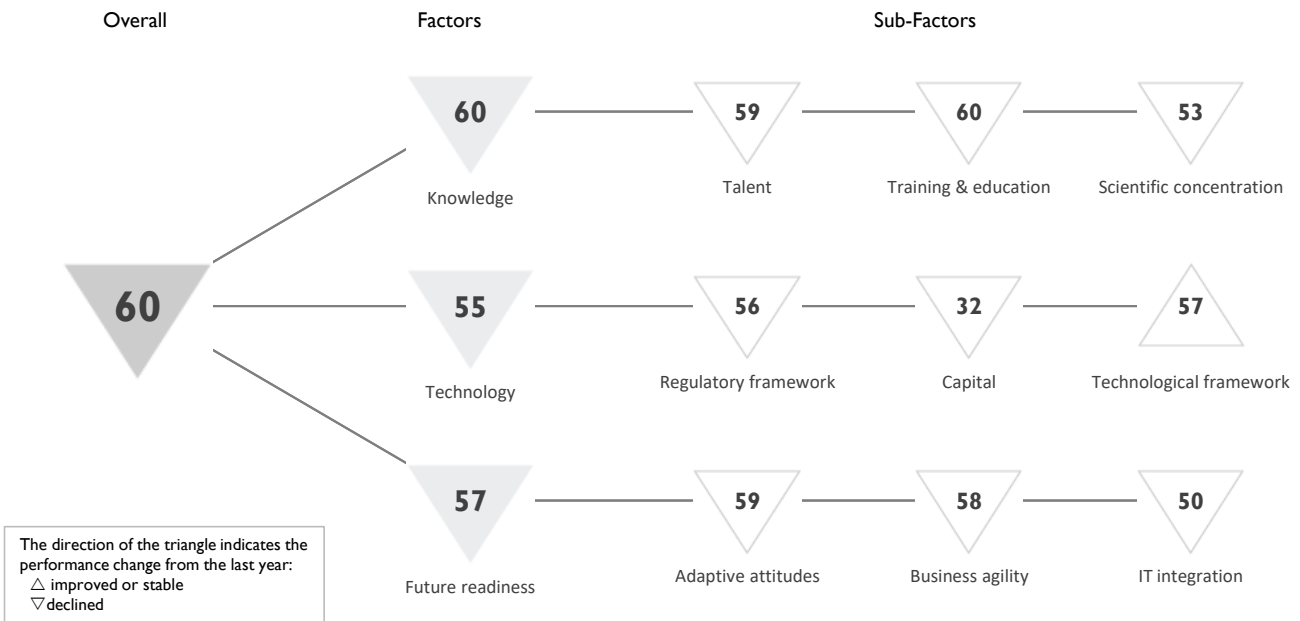 Overall Factors Sub-Factors
60 59 60 53
Knowledge Talent Training & education Scientific concentration
60 55 56 32 57
Technology Regulatory framework Capital Technological framework
57 59 58 50
Future readiness Adaptive attitudes Business agility IT integration
The direction of the triangle indicates the
performance change from the last year:
△ improved or stable
▽ declined